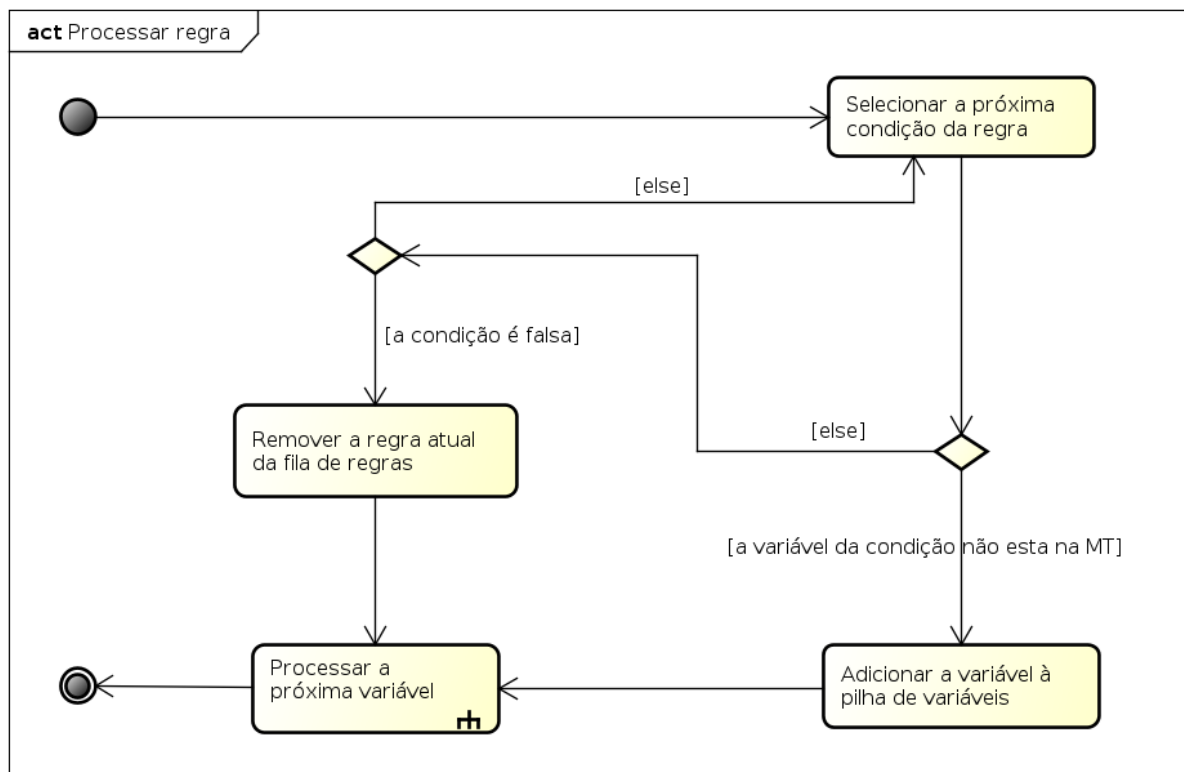 act Processar regra
Selecionar a próxima
condição da regra
[else]
[a condição é falsa]
Remover a regra atual
da fila de regras
[else]
[a variável da condição não esta na MT]
Processar a
próxima variável
Adicionar a variável à
pilha de variáveis